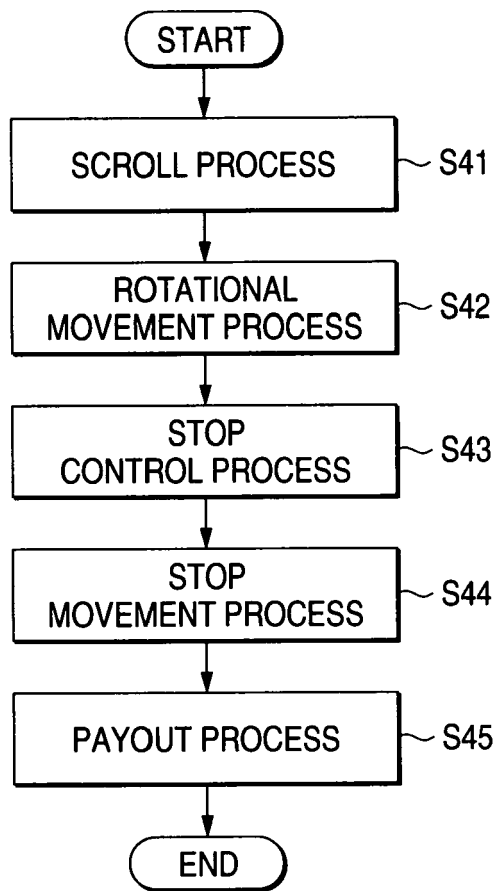 START
SCROLL PROCESS
S41
ROTATIONAL
MOVEMENT PROCESS
S42
STOP
CONTROL PROCESS
S43
STOP
MOVEMENT PROCESS
S44
PAYOUT PROCESS
S45
END